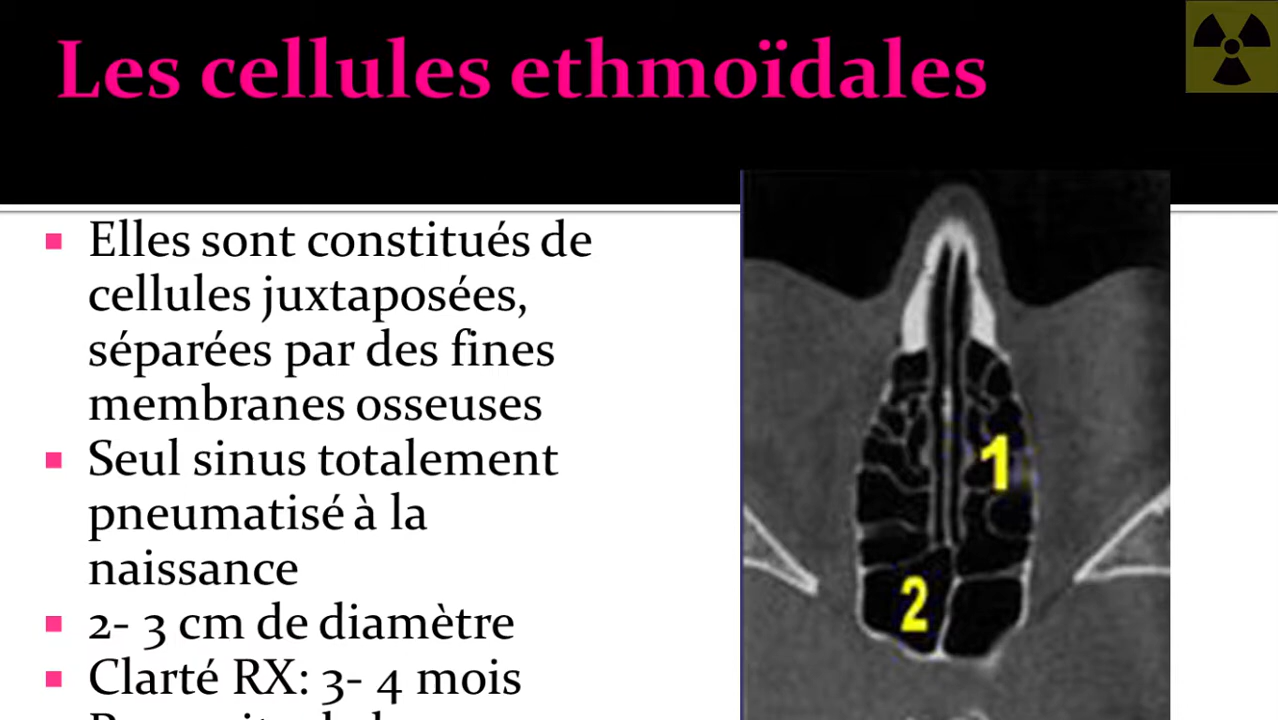 Les cellules ethmoïdales
Elles sont constitués de
cellules juxtaposées,
séparées par des fines
membranes osseuses
Seul sinus totalement
pneumatisé à la
naissance
2- 3 cm de diamètre
Clarté RX: 3- 4 mois
1
2